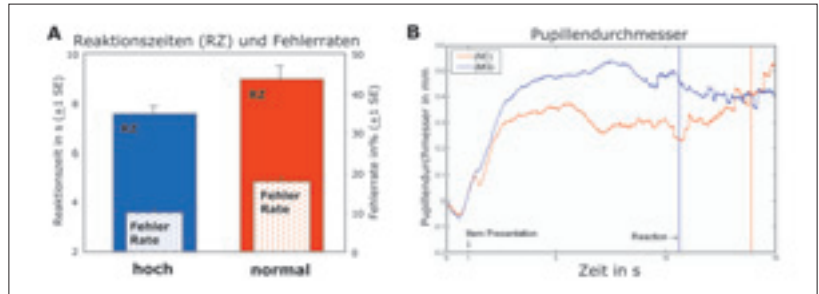 A
Reaktionszeiten (RZ) und Fehlerraten
Reaktionszeit in s (±1 SE)
10
8
6
4
2
RZ
Fehler
Rate
hoch
RZ
Fehler
Rate
normal
50
40
30
20
10
0
Fehlerrate in% (±1 SE)
B
Pupillendurchmesser
Pupillendurchmesser in mm
Item Presentation
Reaction →
Zeit in s